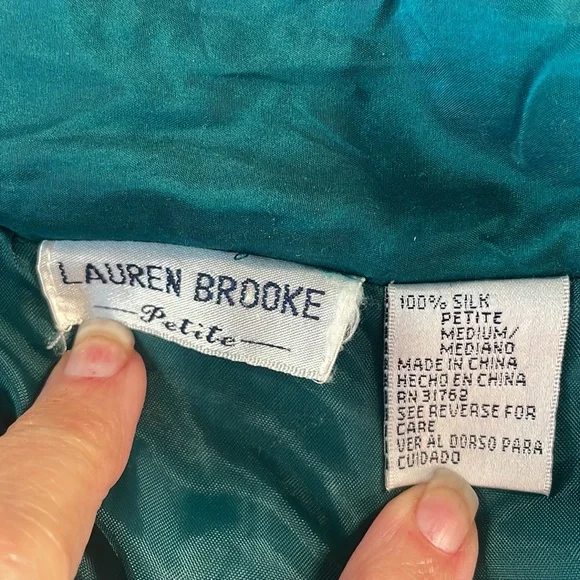 LAUREN BROOKE
Petite
100% SILK
PETITE
MEDIUM/
MEDIANO
MADE IN CHINA
HECHO EN CHINA
RN 31762
SEE REVERSE FOR
CARE
VER AL DORSO PARA
CUIDADO